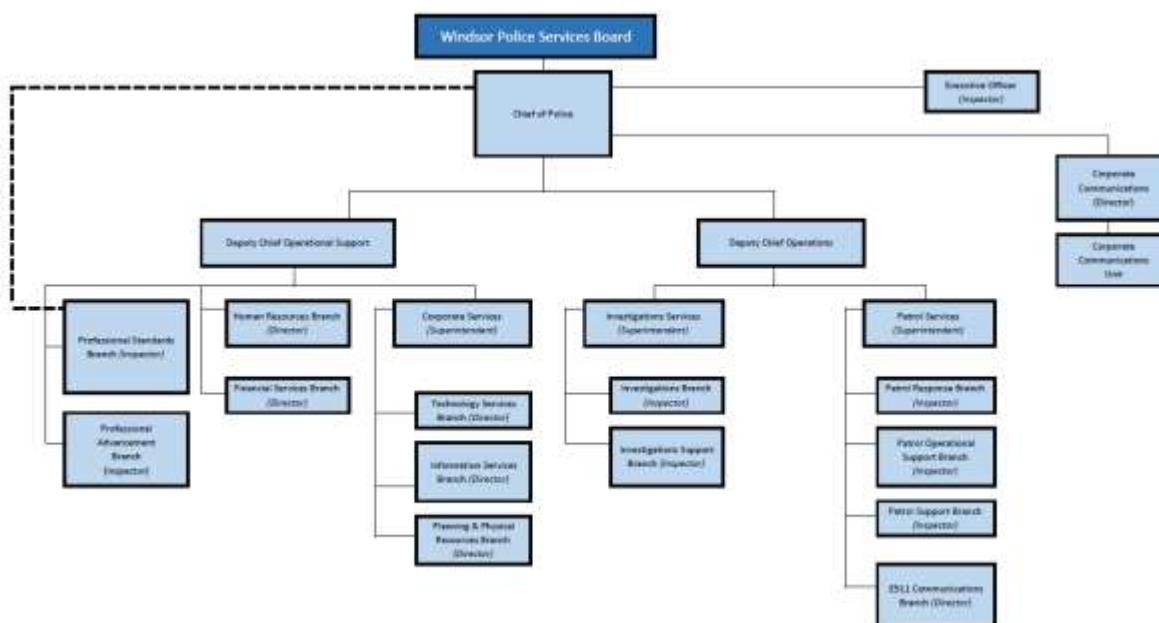 Windsor Police Services Board
Chief of Police
Executive Officer
(Inspector)
Corporate
Communications
(Director)
Corporate
Communications
Deputy Chief Operational Support
Deputy Chief Operations
Professional Standards
Branch (Inspector)
Human Resources Branch
(Director)
Corporate Services
(Superintendent)
Investigations Services
(Superintendent)
Patrol Services
(Superintendent)
Financial Services Branch
(Director)
Technology Services
Branch (Director)
Investigations Branch
(Inspector)
Patrol Response Branch
(Inspector)
Professional
Advancement
Branch
(Inspector)
Information Services
Branch (Director)
Investigations Support
Branch (Inspector)
Patrol Operational
Support Branch
(Inspector)
Planning & Physical
Resources Branch
(Director)
Patrol Support Branch
(Inspector)
Communications
Branch (Director)